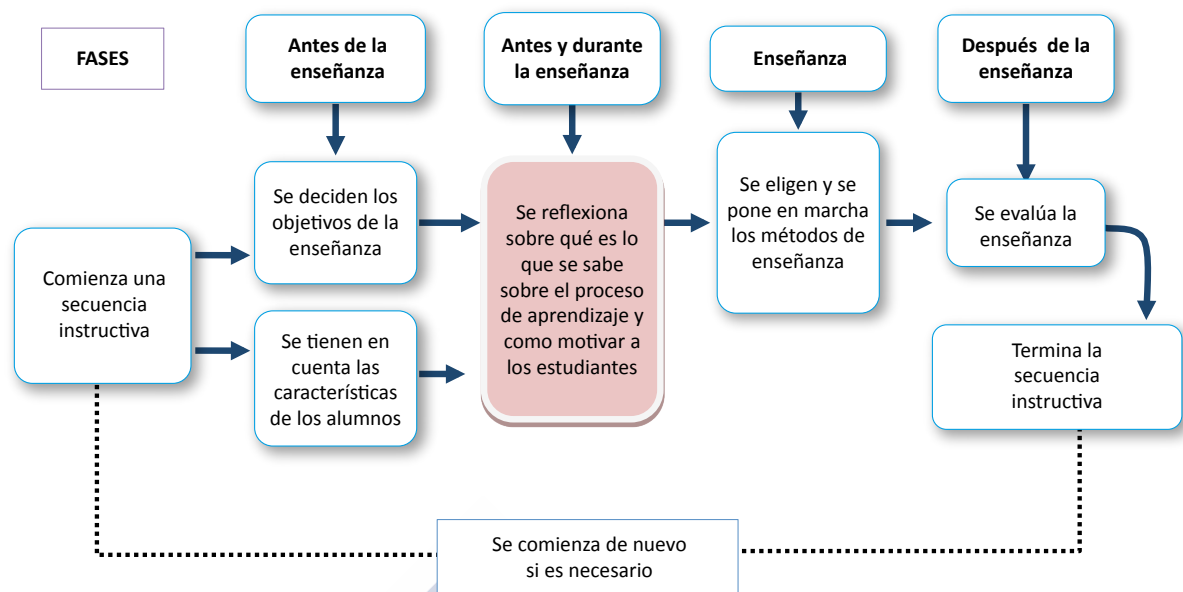 FASES
Antes de la
enseñanza
Antes y durante
la enseñanza
Enseñanza
Después de la
enseñanza
Comienza una
secuencia
instructiva
Se deciden los
objetivos de la
enseñanza
Se tienen en
cuenta las
características
de los alumnos
Se reflexiona
sobre qué es lo
que se sabe
sobre el proceso
de aprendizaje y
como motivar a
los estudiantes
Se eligen y se
pone en marcha
los métodos de
enseñanza
Se evalúa la
enseñanza
Termina la
secuencia
instructiva
Se comienza de nuevo
si es necesario